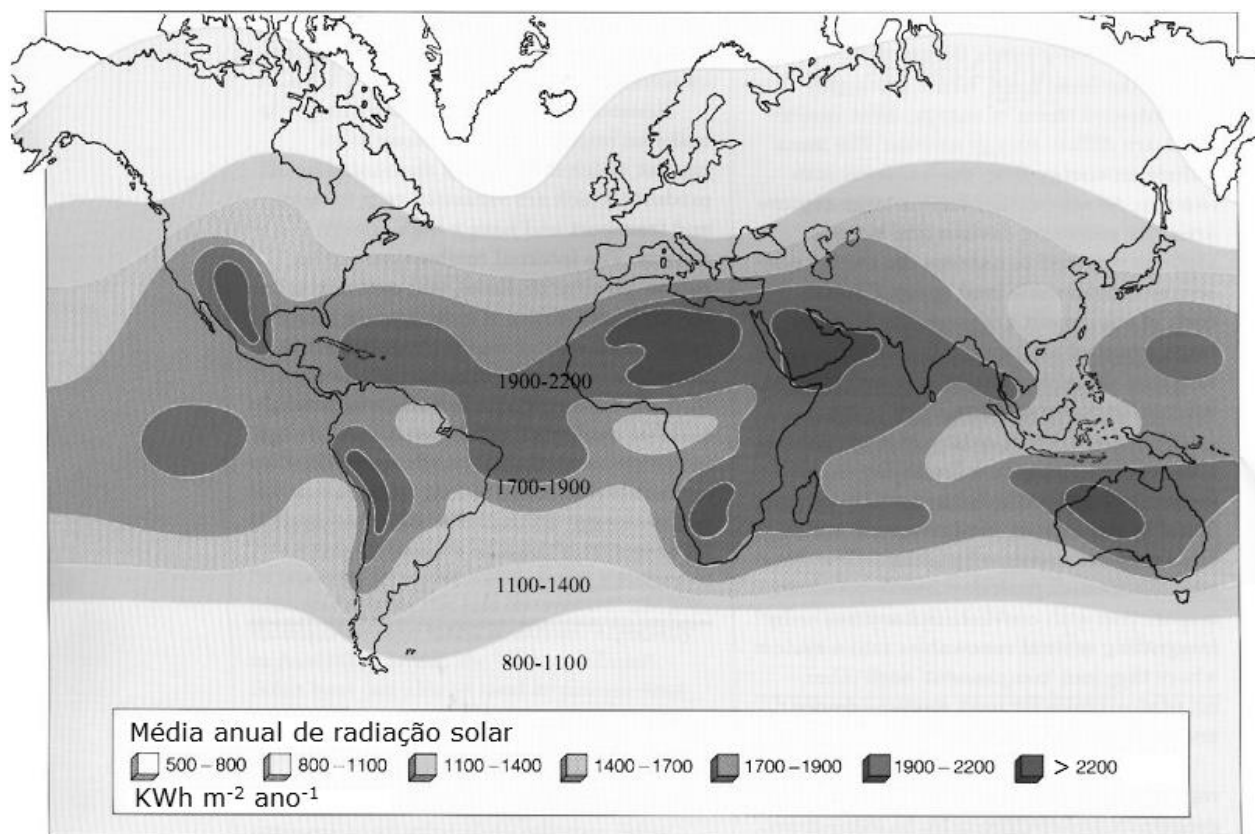 1900-2200
1700-1900
1100-1400
800-1100
Média anual de radiação solar
500 – 800 800 – 1100 1100 – 1400 1400 – 1700 1700 – 1900 1900 – 2200 > 2200
KWh m-² ano-¹